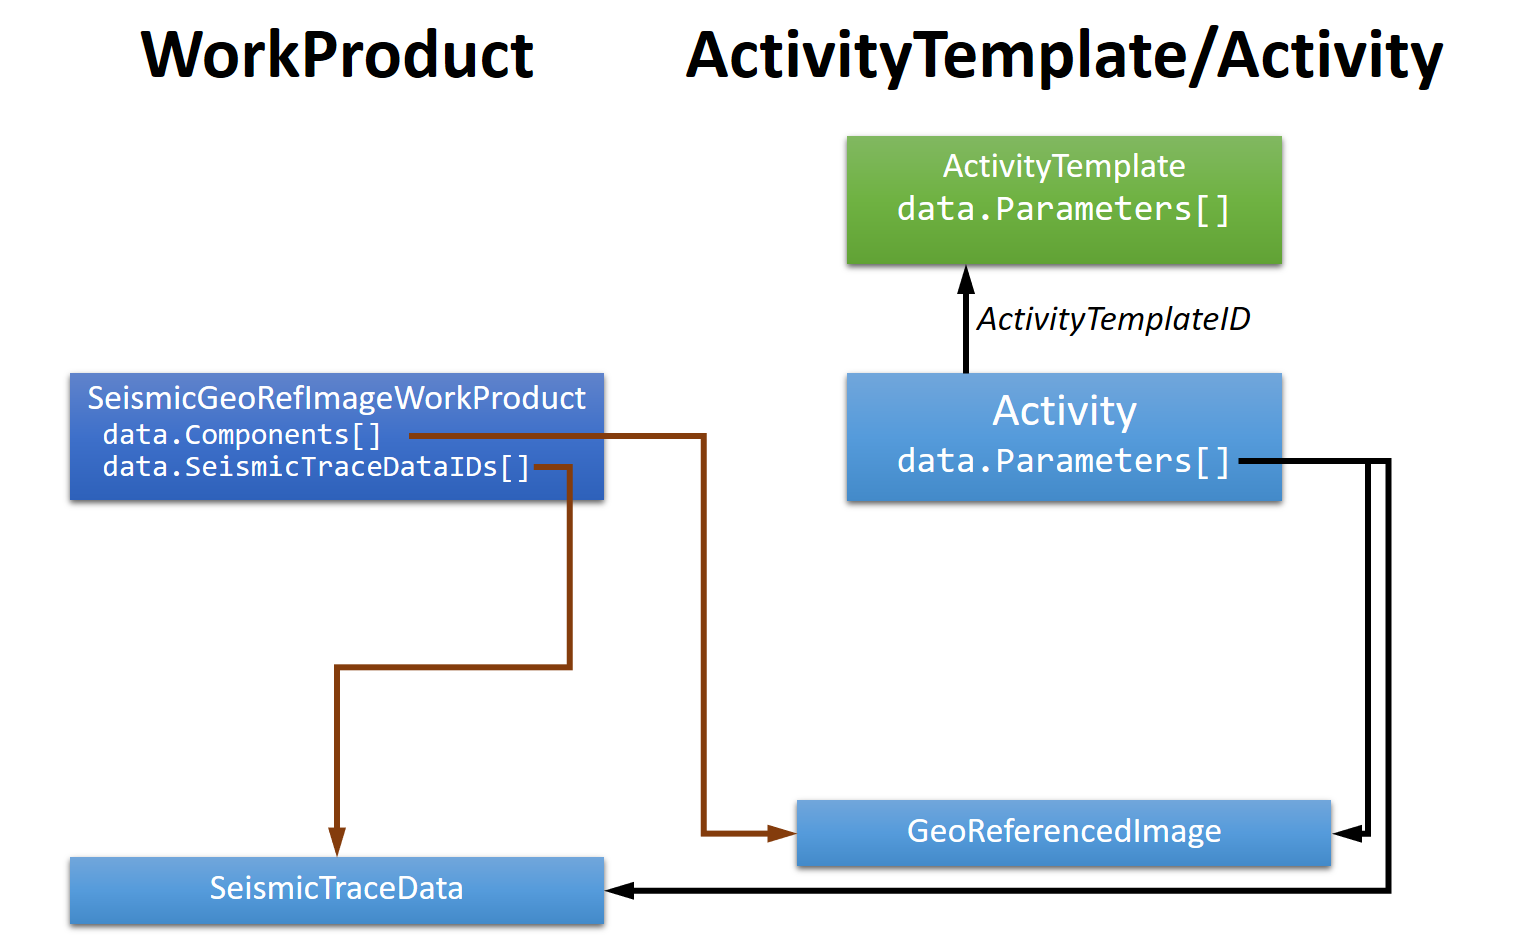 WorkProduct
ActivityTemplate/Activity
ActivityTemplate
data.Parameters[]
ActivityTemplateID
SeismicGeoRefImageWorkProduct
data.Components[]
data.SeismicTraceDataIDs[]
Activity
data.Parameters[]
GeoReferencedImage
SeismicTraceData